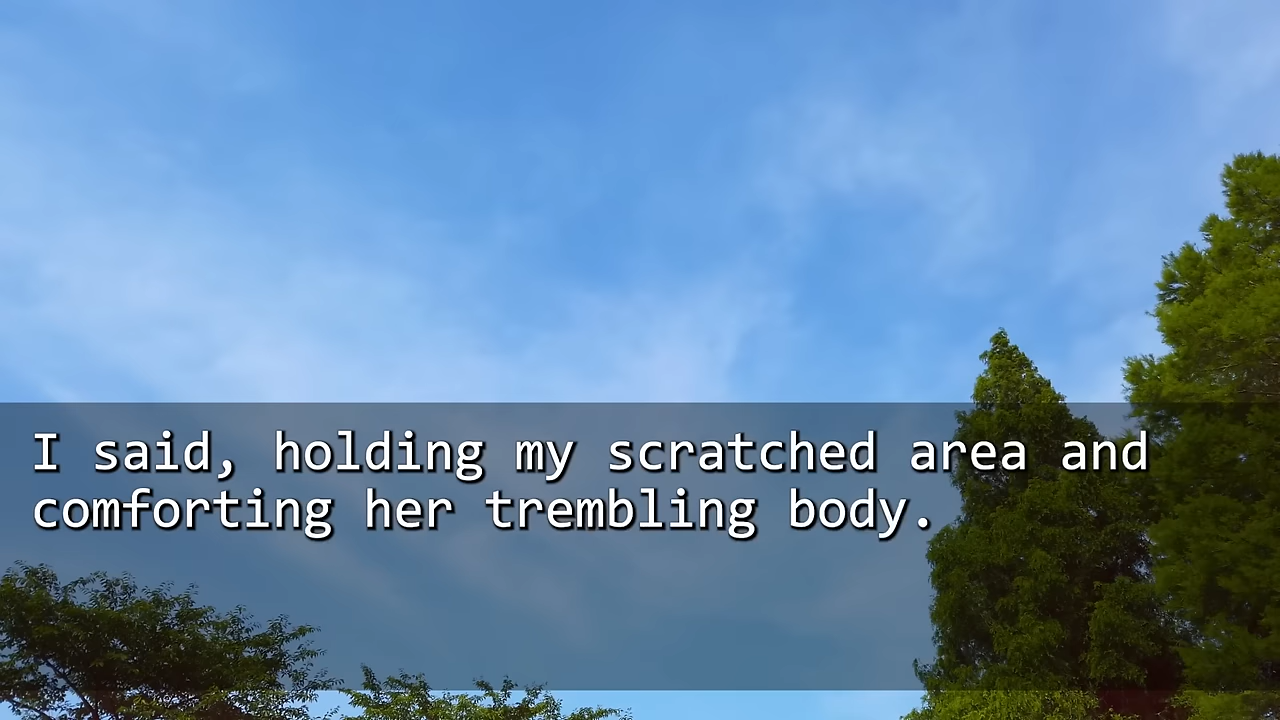 I said, holding my scratched area and
comforting her trembling body.